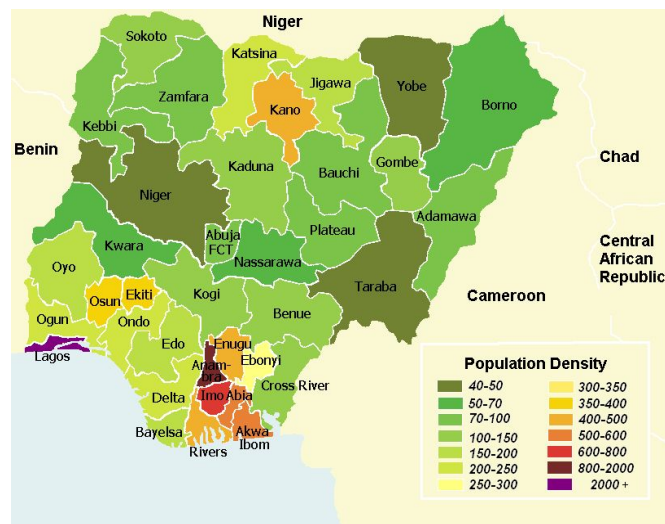 Niger
Sokoto
Katsina
Jigawa
Yobe
Borno
Zamfara
Kano
Kebbi
Benin
Chad
Kaduna
Gombe
Bauchi
Niger
Adamawa
Abuja
FCT
Plateau
Kwara
Central
African
Republic
Nassarawa
Oyo
Taraba
Cameroon
Osun
Ekiti
Kogi
Benue
Ogun
Ondo
Edo
Enugu
Lagos
Ebonyi
Anam-
bra
Cross River
Delta
Imo
Abia
Bayelsa
Akwa
Ibom
Rivers
Population Density
40-50
50-70
70-100
100-150
150-200
200-250
250-300
300-350
350-400
400-500
500-600
600-800
800-2000
2000 +